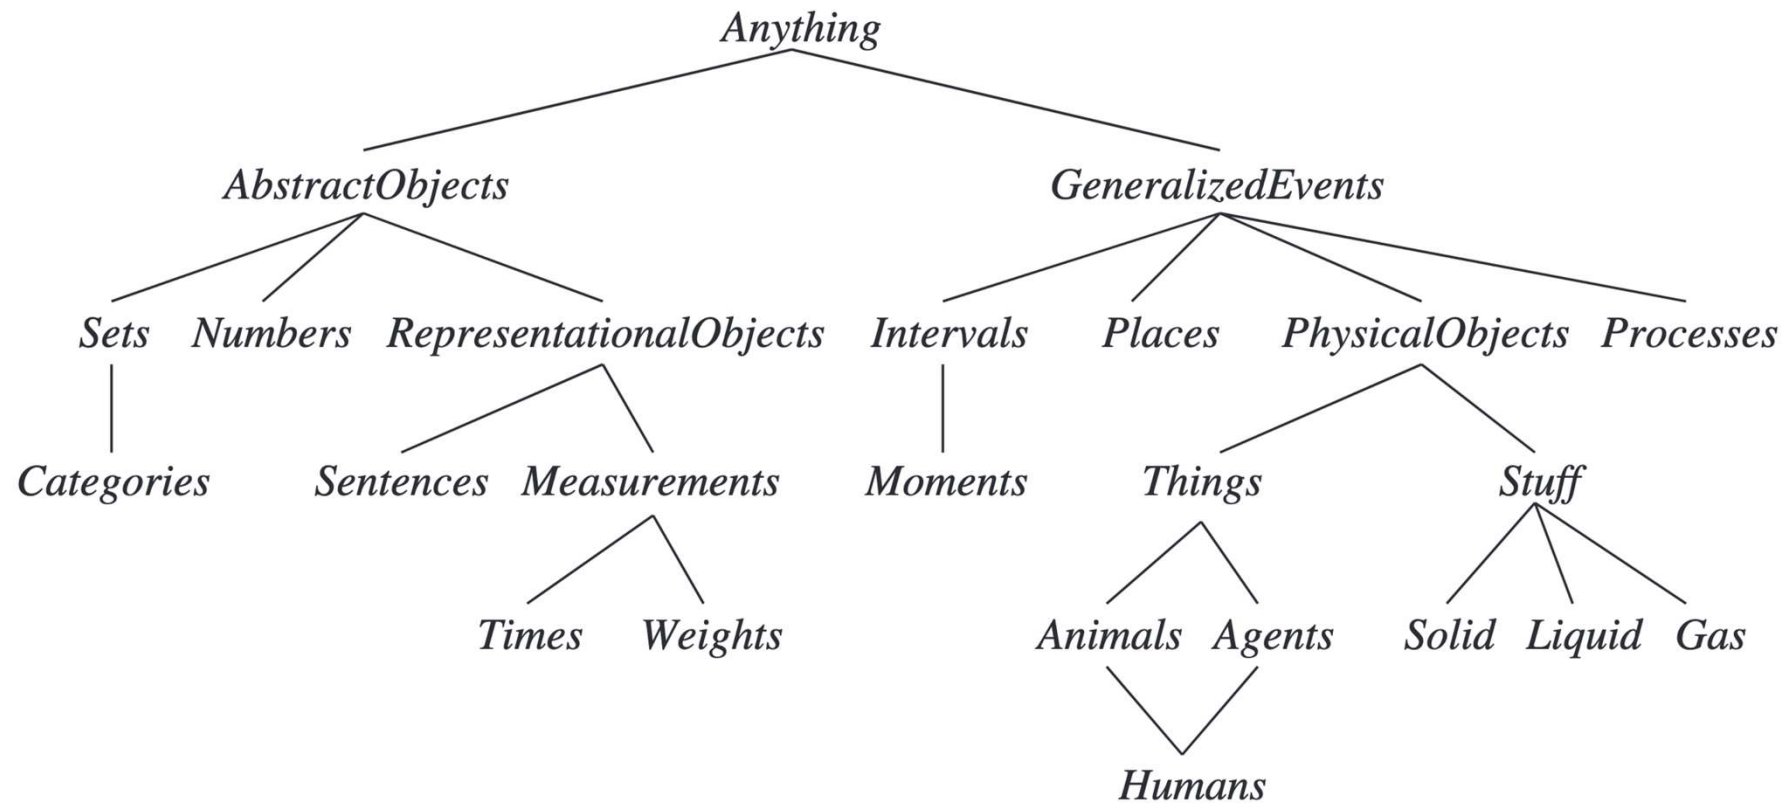 Anything
AbstractObjects GeneralizedEvents
Sets Numbers RepresentationalObjects Intervals Places PhysicalObjects Processes
Categories Sentences Measurements Moments Things Stuff
Times Weights Animals Agents Solid Liquid Gas
Humans